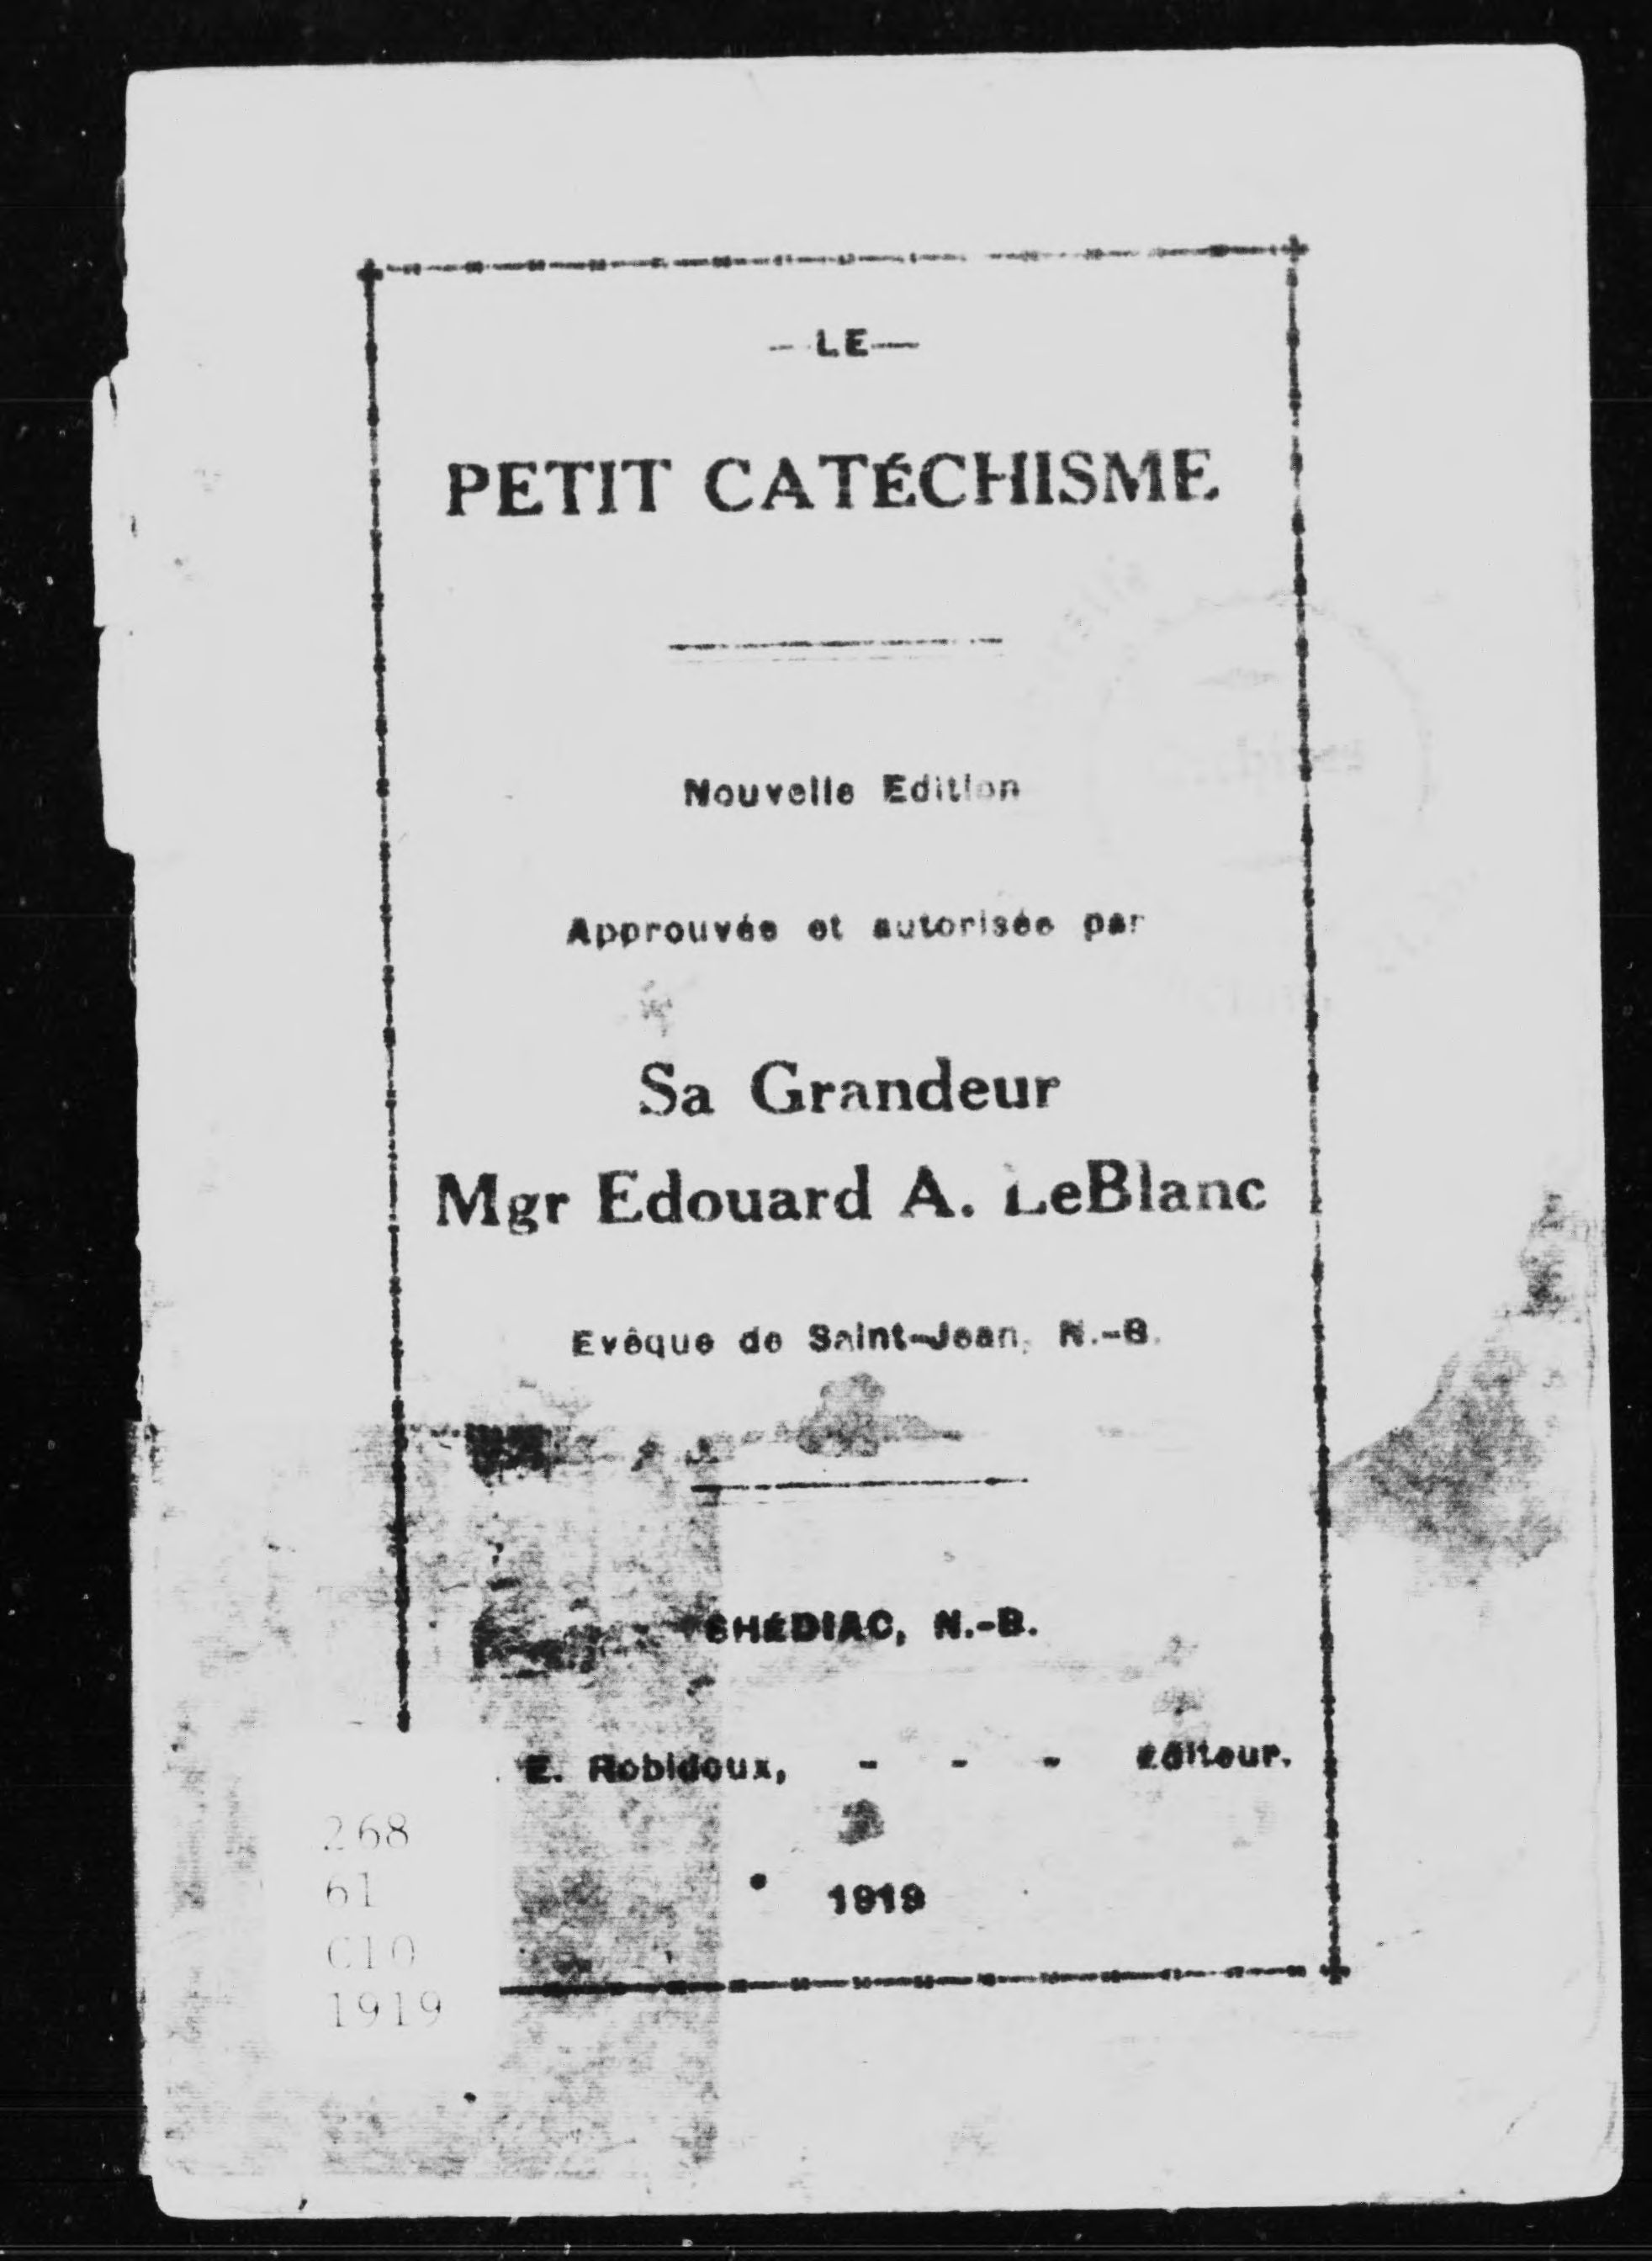 —LE—
PETIT CATÉCHISME
Nouvelle Edition
Approuvée et autorisée par
Sa Grandeur
Mgr Edouard A. LeBlanc
Evêque de Saint-Jean, N.-B.
SHÉDIAC, N.-B.
E. Robidoux, - - - Éditeur.
1919
268
61
C10
1919